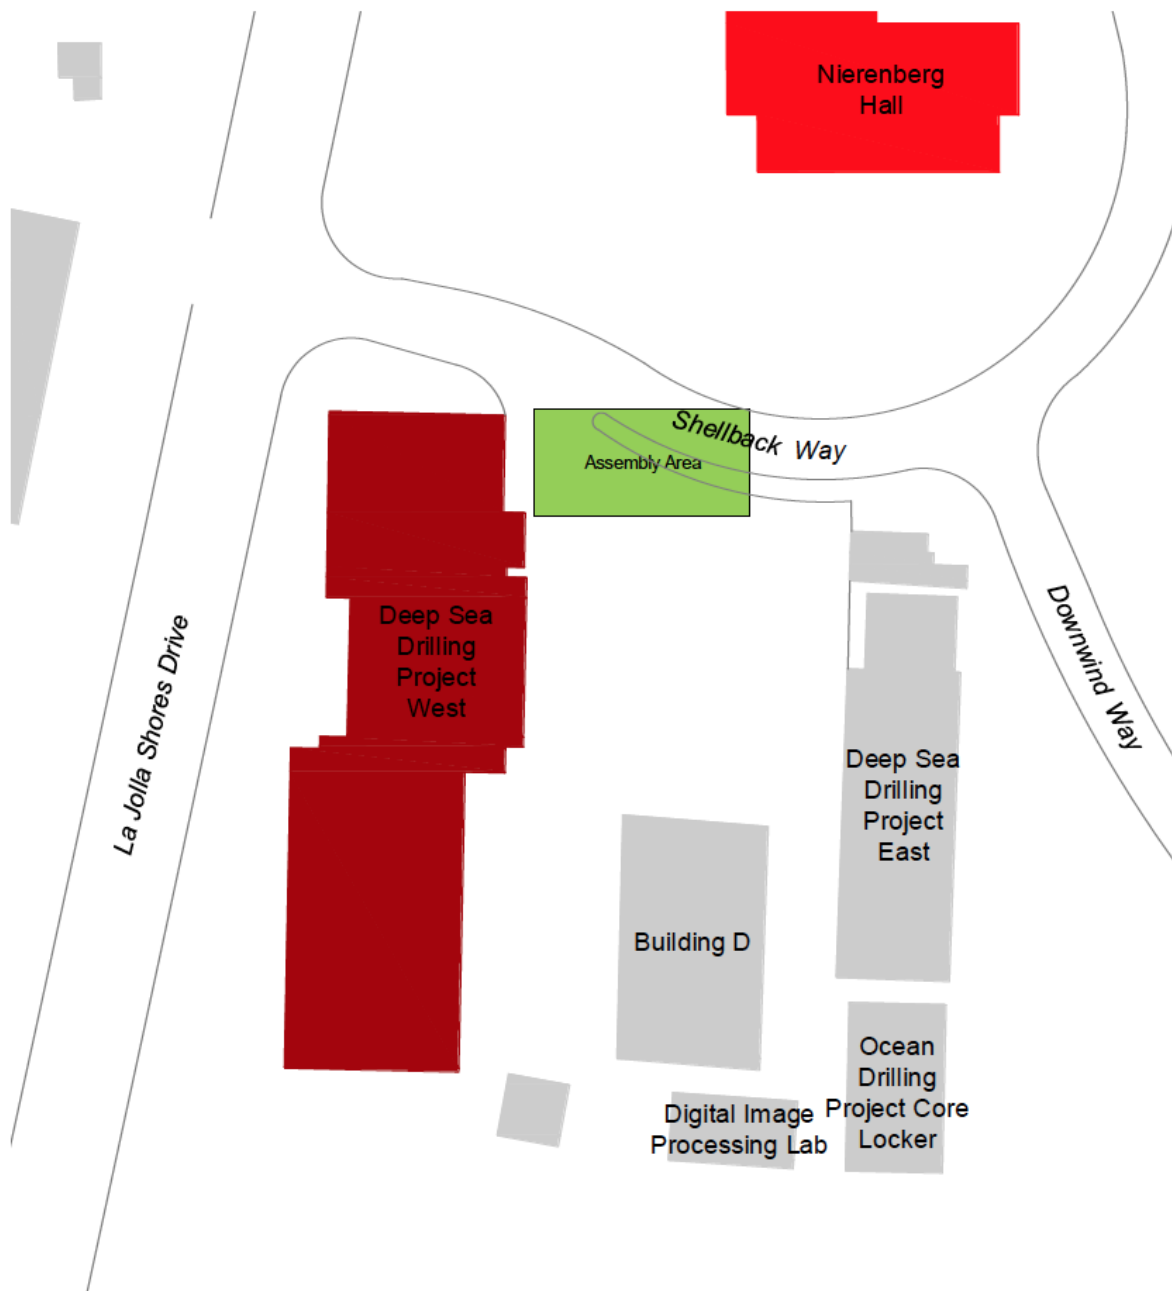 Nierenberg
Hall
Shellback Way
Assembly Area
Deep Sea
Drilling
Project
West
La Jolla Shores Drive
Downwind Way
Deep Sea
Drilling
Project
East
Building D
Ocean
Drilling
Project Core
Locker
Digital Image
Processing Lab